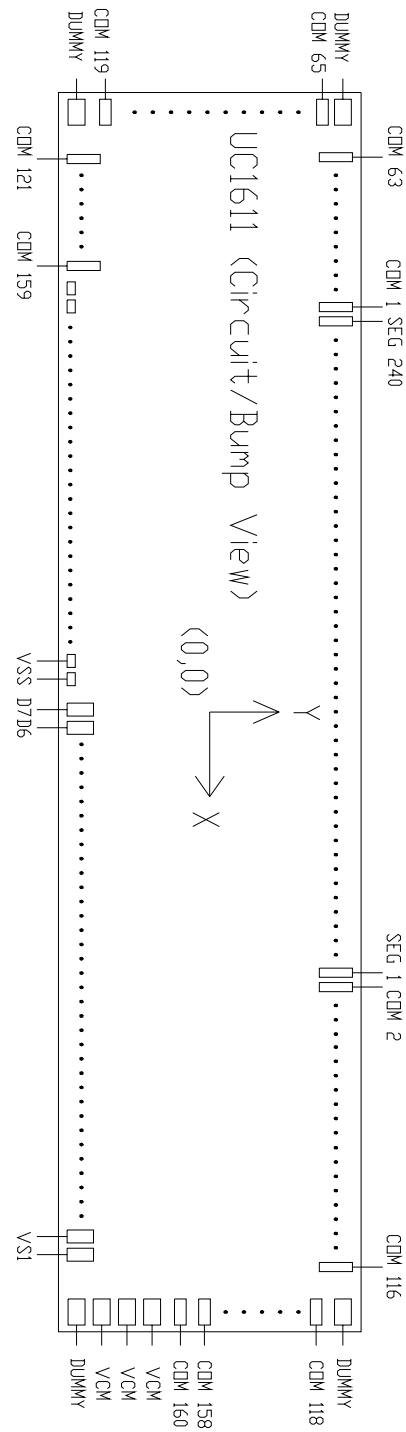 COM 63
COM 1 SEG 240
SEG 1 COM 2
COM 116
DUMMY
COM 65
COM 119
DUMMY
UC1611 (Circuit/Bump View)
Y
X
(0,0)
DUMMY
COM 118
COM 158
COM 160
VCM
VCM
VCM
DUMMY
COM 121
COM 159
VSS
D7D6
VS1